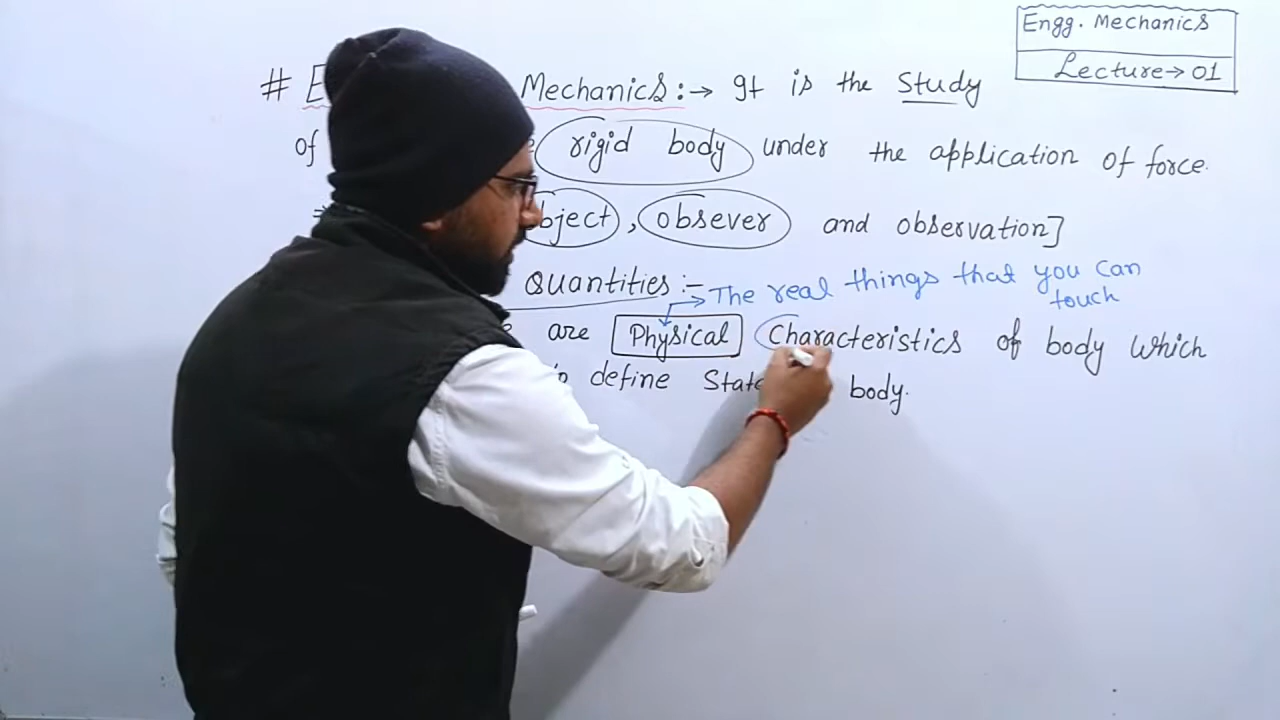 Engg. Mechanics
Lecture→ 01
# E Mechanics :→ It is the Study
of rigid body under the application of force.
bject , obsever and observation]
Quantities :-
→ The real things that you can
touch
are Physical Characteristics of body which
define State body.